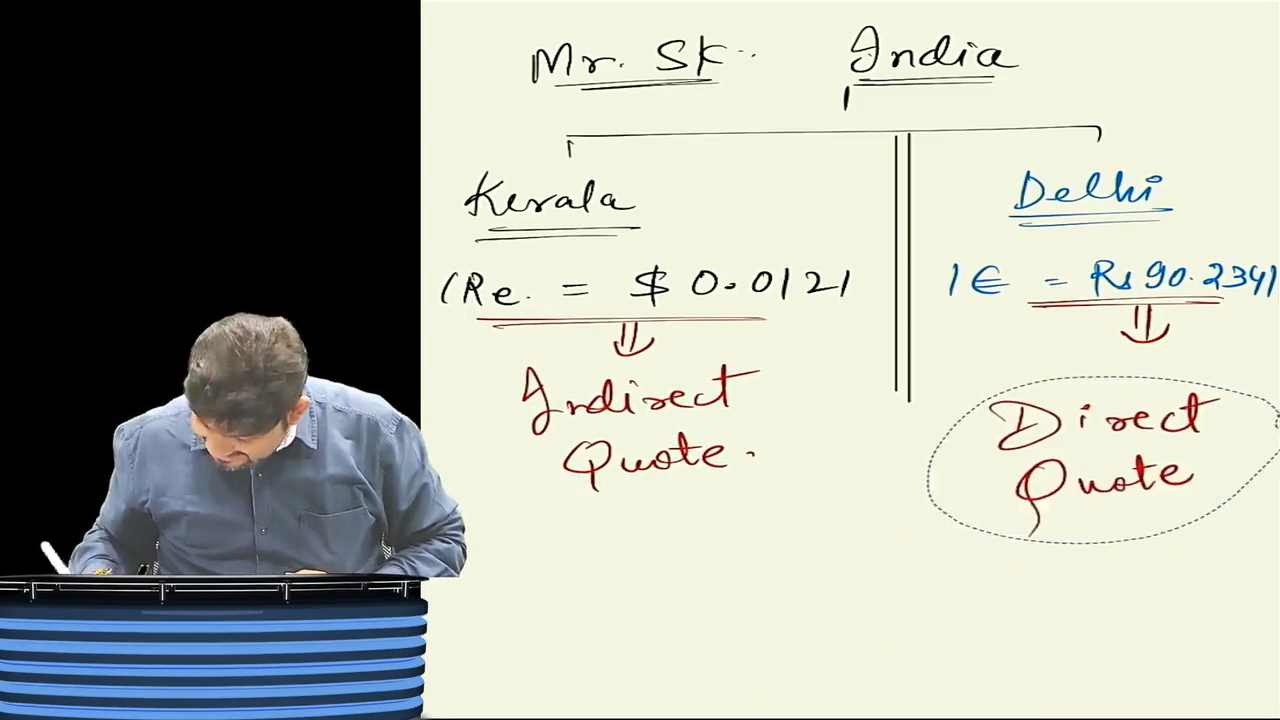 Mr. SK. India
Kerala
1Re. = $ 0.0121
Indirect
Quote.
Delhi
1€ = Rs 90.2341
Direct
Quote